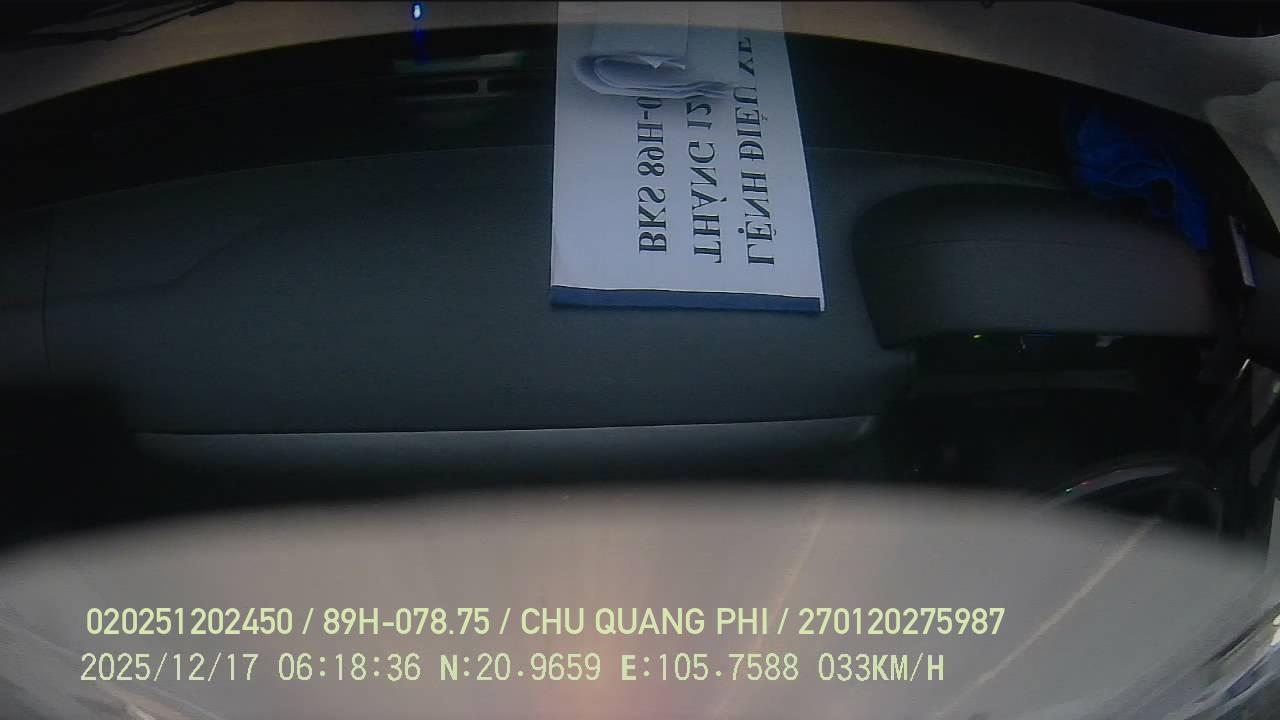 LỆNH ĐIỀU XE
THÁNG 12
BKS 89H-0
020251202450 / 89H-078.75 / CHU QUANG PHI / 270120275987
2025/12/17 06:18:36 N:20.9659 E:105.7588 033KM/H